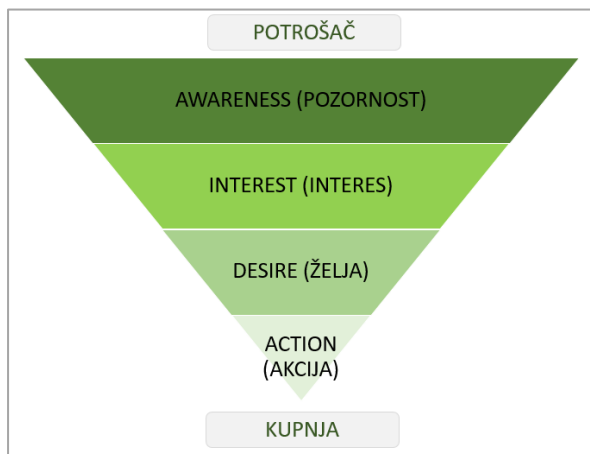 POTROŠAČ
AWARENESS (POZORNOST)
INTEREST (INTERES)
DESIRE (ŽELJA)
ACTION
(AKCIJA)
KUPNJA